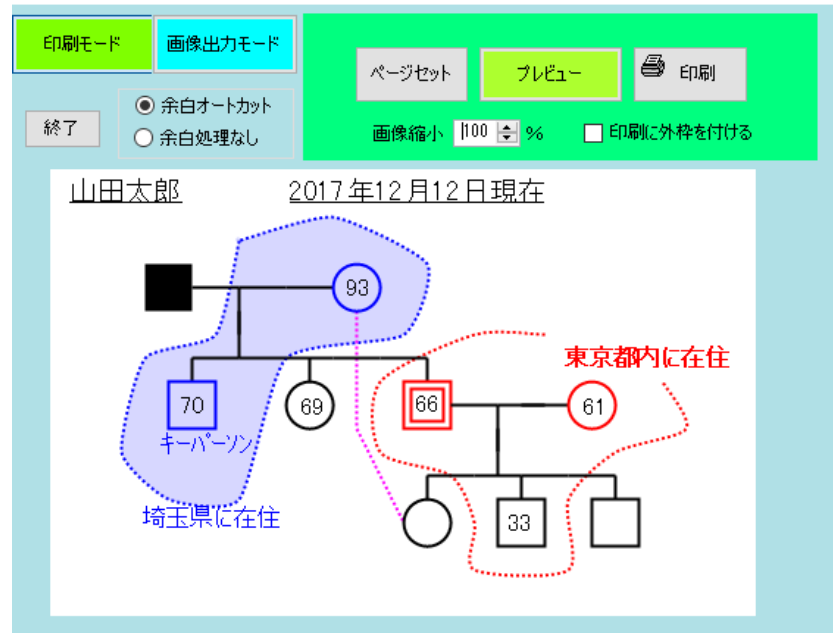 印刷モード 画像出力モード
ページセット プレビュー 印刷
終了 余白オートカット
余白処理なし
画像縮小 100 % 印刷に外枠を付ける
山田太郎 2017年12月12日現在
93
東京都内に在住
70 69 66 61
キーパーソン
埼玉県に在住
33